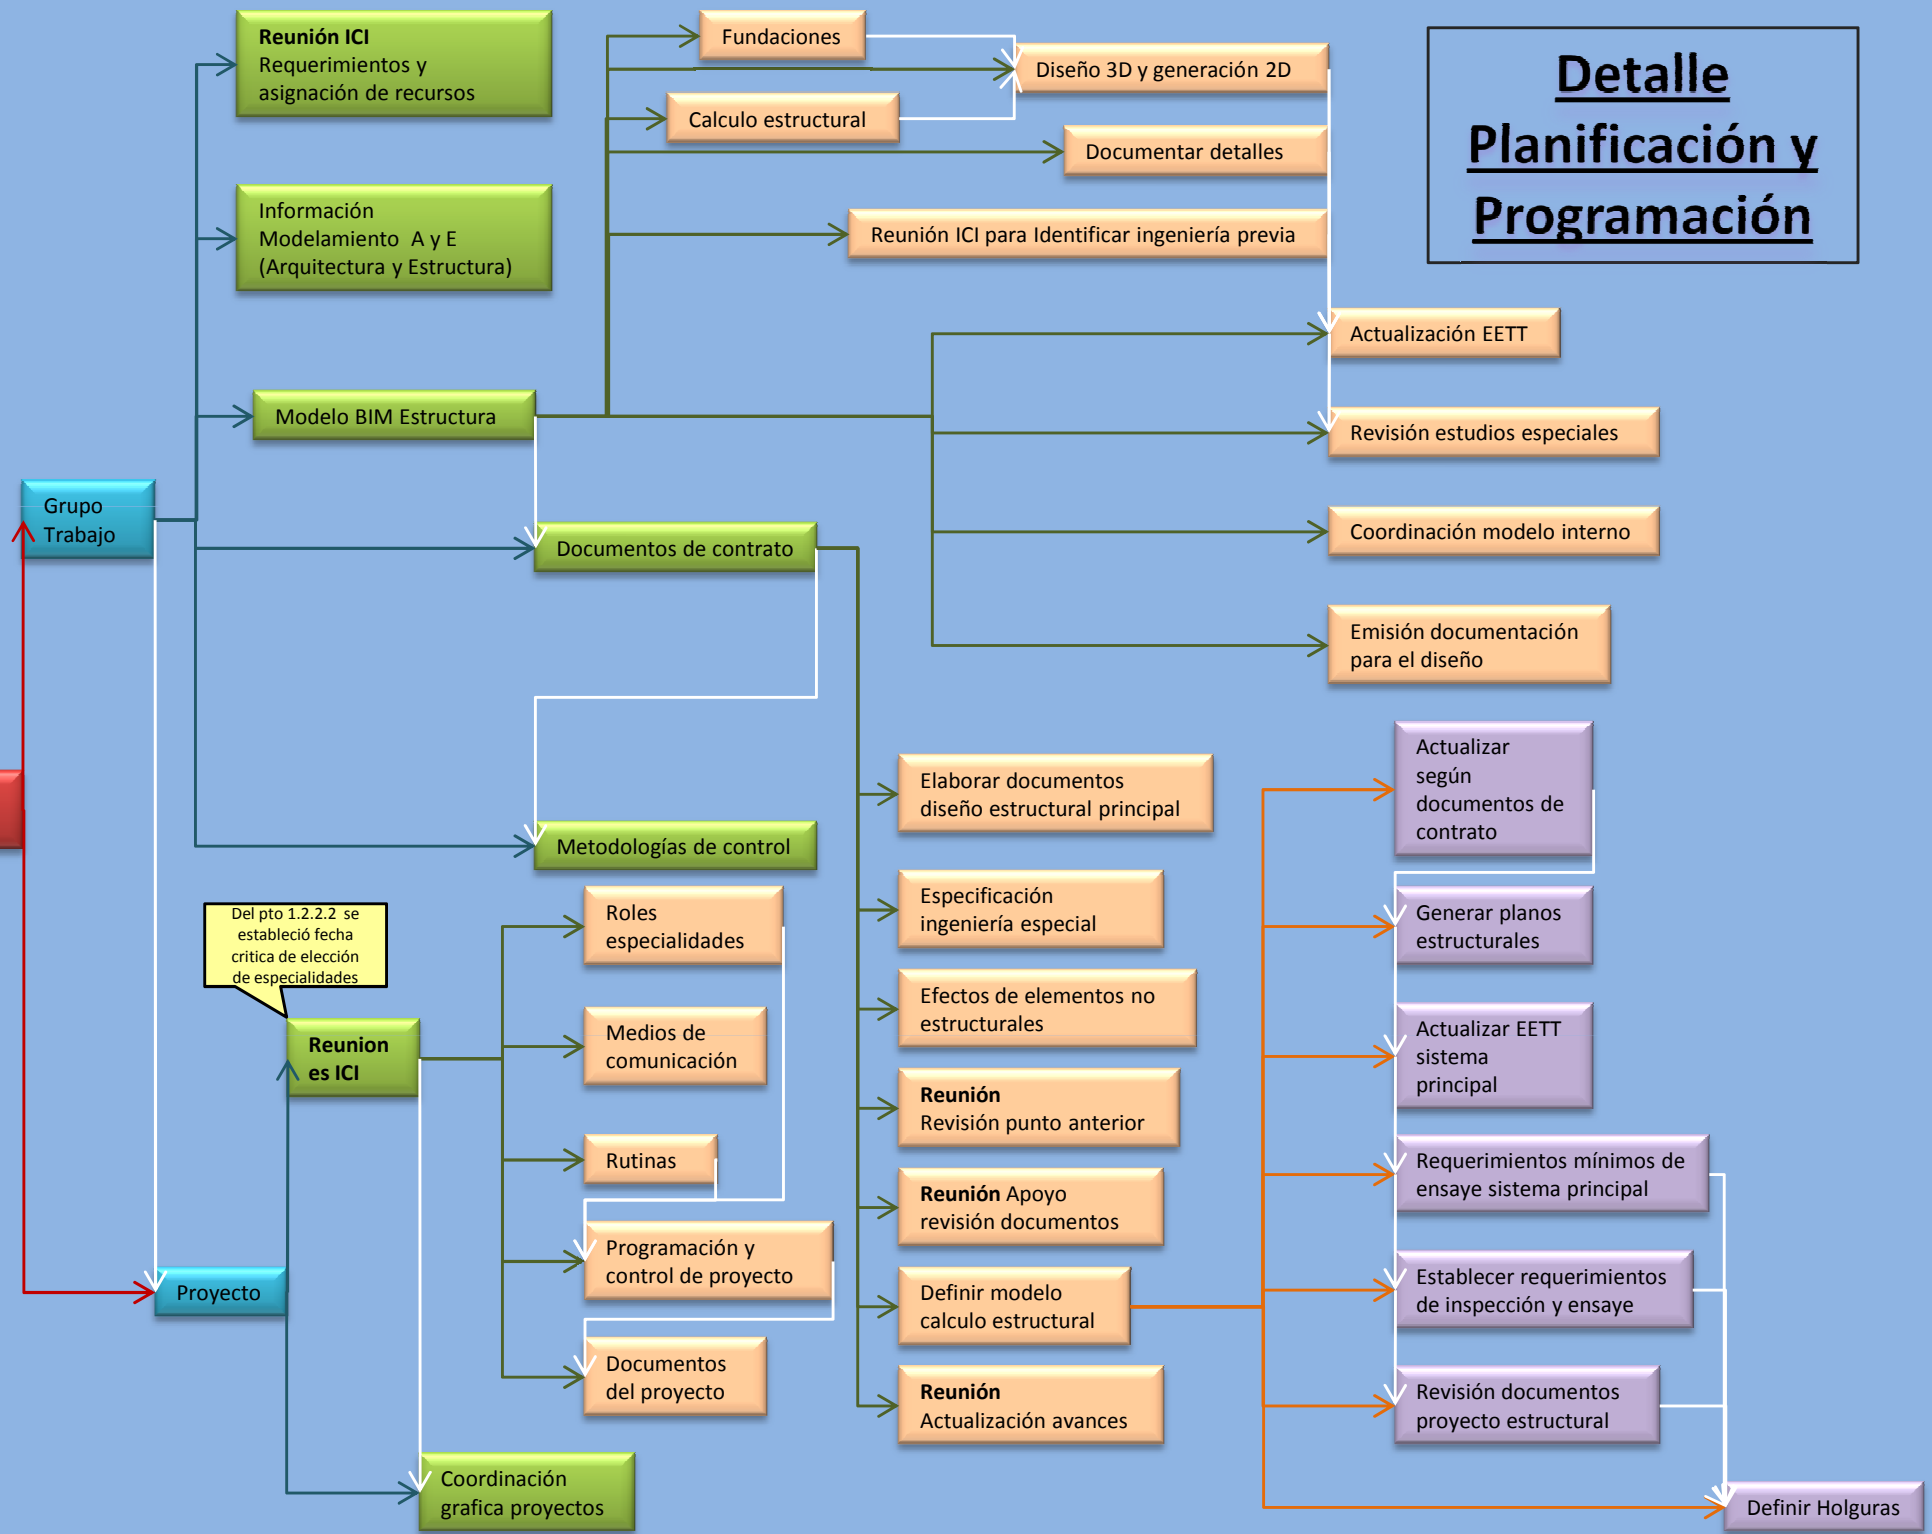 Detalle
Planificación y
Programación
Reunión ICI
Requerimientos y
asignación de recursos
Información
Modelamiento A y E
(Arquitectura y Estructura)
Modelo BIM Estructura
Grupo
Trabajo
Documentos de contrato
Metodologías de control
Fundaciones
Diseño 3D y generación 2D
Calculo estructural
Documentar detalles
Reunión ICI para Identificar ingeniería previa
Actualización EETT
Revisión estudios especiales
Coordinación modelo interno
Emisión documentación
para el diseño
Elaborar documentos
diseño estructural principal
Especificación
ingeniería especial
Efectos de elementos no
estructurales
Reunión
Revisión punto anterior
Reunión Apoyo
revisión documentos
Definir modelo
calculo estructural
Reunión
Actualización avances
Actualizar
según
documentos de
contrato
Generar planos
estructurales
Actualizar EETT
sistema
principal
Requerimientos mínimos de
ensaye sistema principal
Establecer requerimientos
de inspección y ensaye
Revisión documentos
proyecto estructural
Definir Holguras
Del pto 1.2.2.2 se
estableció fecha
critica de elección
de especialidades
Reunion
es ICI
Proyecto
Roles
especialidades
Medios de
comunicación
Rutinas
Programación y
control de proyecto
Documentos
del proyecto
Coordinación
grafica proyectos